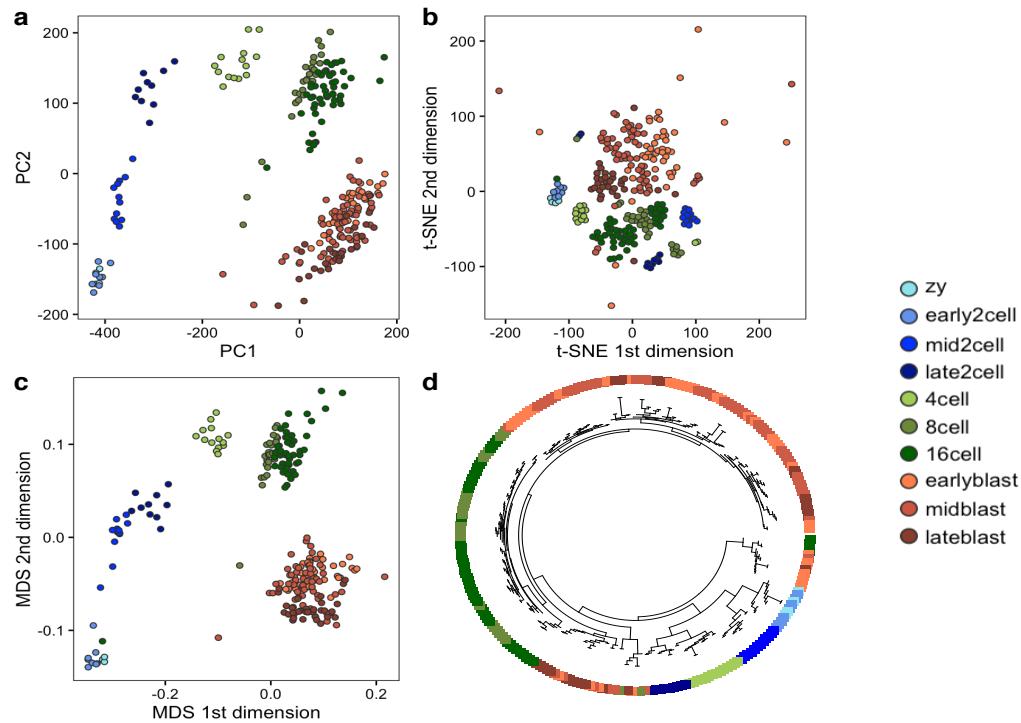 a
200
100
0
-100
-200
PC2
-400
-200
0
200
PC1
b
200
100
0
-100
t-SNE 2nd dimension
-200
-100
0
100
200
t-SNE 1st dimension
c
0.1
0.0
-0.1
MDS 2nd dimension
-0.2
0.0
0.2
MDS 1st dimension
d
zy
early2cell
mid2cell
late2cell
4cell
8cell
16cell
earlyblast
midblast
lateblast